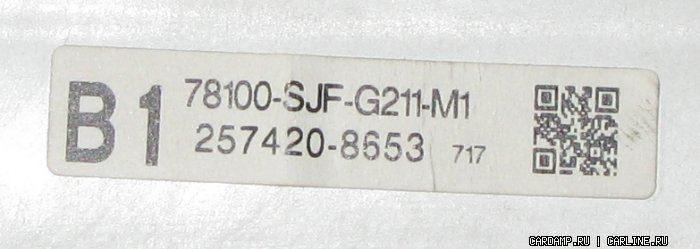 B1
78100-SJF-G211-M1
257420-8653 717
CARDAMP.RU | CARLINE.RU